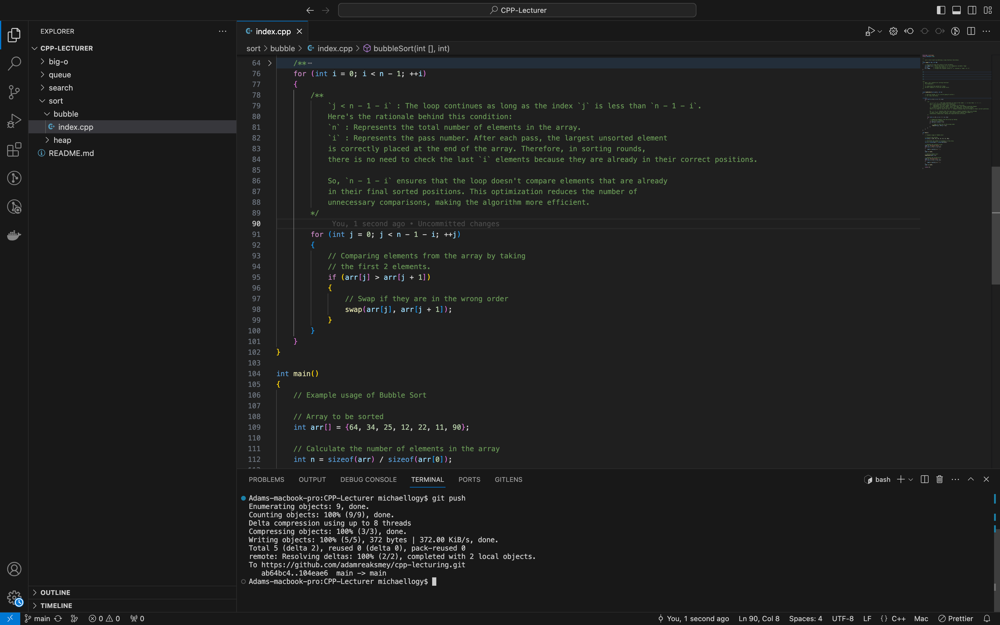 CPP-Lecturer
EXPLORER
CPP-LECTURER
big-o
queue
search
sort
bubble
index.cpp
heap
README.md
OUTLINE
TIMELINE
index.cpp
sort > bubble > index.cpp > bubbleSort(int [], int)
64 /**
76 for (int i = 0; i < n - 1; ++i)
77 {
78 /**
79 `j < n - 1 - i` : The loop continues as long as the index `j` is less than `n - 1 - i`.
80 Here's the rationale behind this condition:
81 `n` : Represents the total number of elements in the array.
82 `i` : Represents the pass number. After each pass, the largest unsorted element
83 is correctly placed at the end of the array. Therefore, in sorting rounds,
84 there is no need to check the last `i` elements because they are already in their correct positions.
85
86 So, `n - 1 - i` ensures that the loop doesn't compare elements that are already
87 in their final sorted positions. This optimization reduces the number of
88 unnecessary comparisons, making the algorithm more efficient.
89 */
90 You, 1 second ago • Uncommitted changes
91 for (int j = 0; j < n - 1 - i; ++j)
92 {
93 // Comparing elements from the array by taking
94 // the first 2 elements.
95 if (arr[j] > arr[j + 1])
96 {
97 // Swap if they are in the wrong order
98 swap(arr[j], arr[j + 1]);
99 }
100 }
101 }
102 }
103
104 int main()
105 {
106 // Example usage of Bubble Sort
107
108 // Array to be sorted
109 int arr[] = {64, 34, 25, 12, 22, 11, 90};
110
111 // Calculate the number of elements in the array
112 int n = sizeof(arr) / sizeof(arr[0]);
PROBLEMS OUTPUT DEBUG CONSOLE TERMINAL PORTS GITLENS bash
Adams-macbook-pro:CPP-Lecturer michaellogy$ git push
Enumerating objects: 9, done.
Counting objects: 100% (9/9), done.
Delta compression using up to 8 threads
Compressing objects: 100% (3/3), done.
Writing objects: 100% (5/5), 372 bytes | 372.00 KiB/s, done.
Total 5 (delta 2), reused 0 (delta 0), pack-reused 0
remote: Resolving deltas: 100% (2/2), completed with 2 local objects.
To https://github.com/adamreaksmey/cpp-lecturing.git
ab64bc4..104eae6 main -> main
Adams-macbook-pro:CPP-Lecturer michaellogy$
main 0 0 0 You, 1 second ago Ln 90, Col 8 Spaces: 4 UTF-8 LF {} C++ Mac Prettier